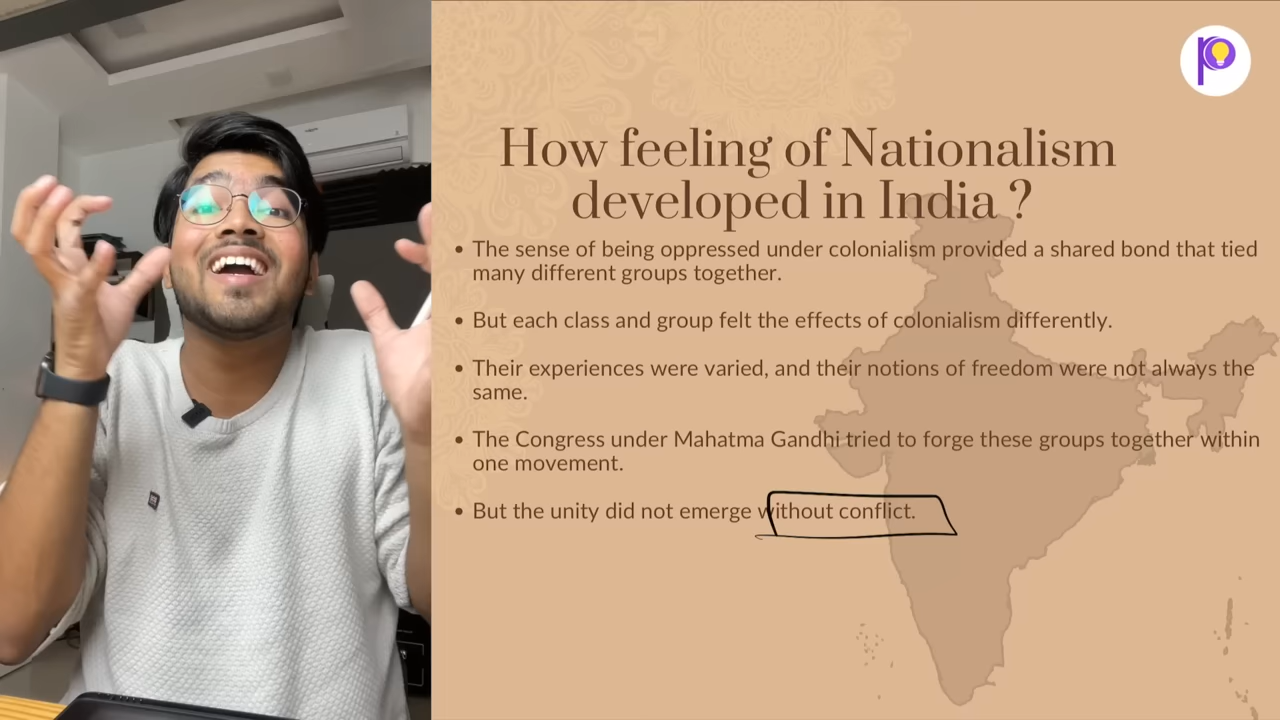 How feeling of Nationalism
developed in India ?
• The sense of being oppressed under colonialism provided a shared bond that tied
many different groups together.
• But each class and group felt the effects of colonialism differently.
• Their experiences were varied, and their notions of freedom were not always the
same.
• The Congress under Mahatma Gandhi tried to forge these groups together within
one movement.
• But the unity did not emerge without conflict.